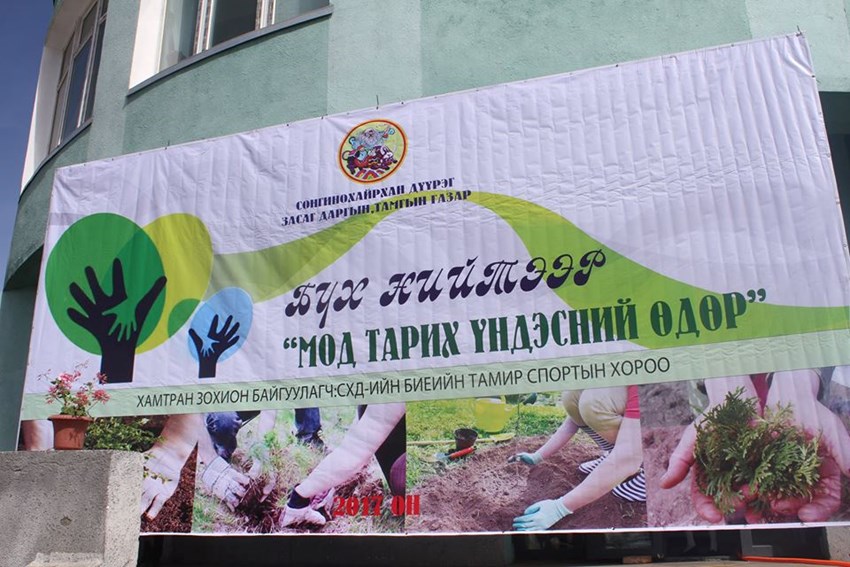 СОНГИНОХАЙРХАН ДҮҮРЭГ
ЗАСАГ ДАРГЫН ТАМГЫН ГАЗАР
БҮХ НИЙТЭЭР
“МОД ТАРИХ ҮНДЭСНИЙ ӨДӨР”
ХАМТРАН ЗОХИОН БАЙГУУЛАГЧ:СХД-ИЙН БИЕИЙН ТАМИР СПОРТЫН ХОРОО
2017 ОН